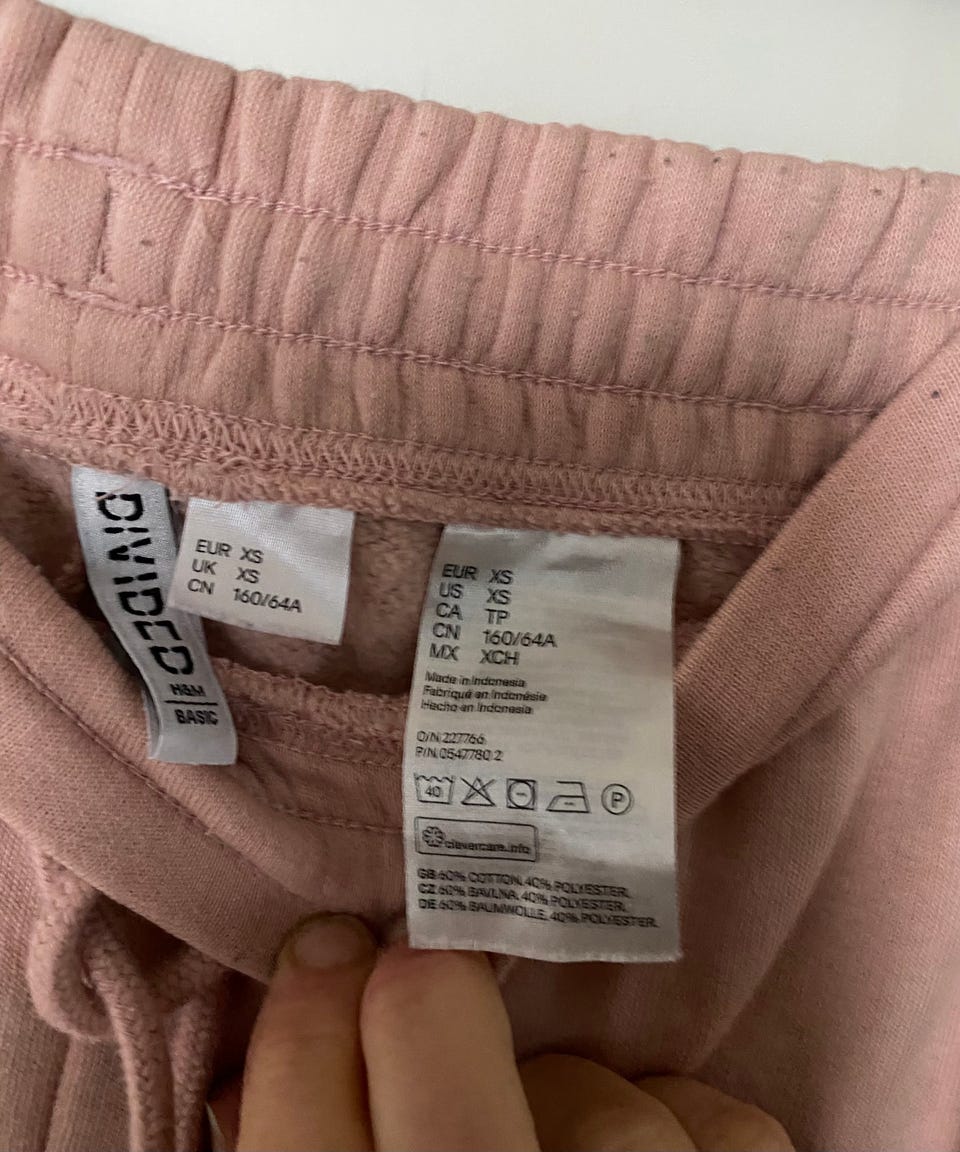 DIVIDED
H&M
BASIC
EUR XS
UK XS
CN 160/64A
EUR XS
US XS
CA TP
CN 160/64A
MX XCH
Made in Indonesia
Fabriqué en Indonésie
Hecho en Indonesia
O/N 227766
P/N 0547780 2
40
P
clevercare.info
GB 60% COTTON, 40% POLYESTER,
CZ 60% BAVLNA, 40% POLYESTER,
DE 60% BAUMWOLLE, 40% POLYESTER,